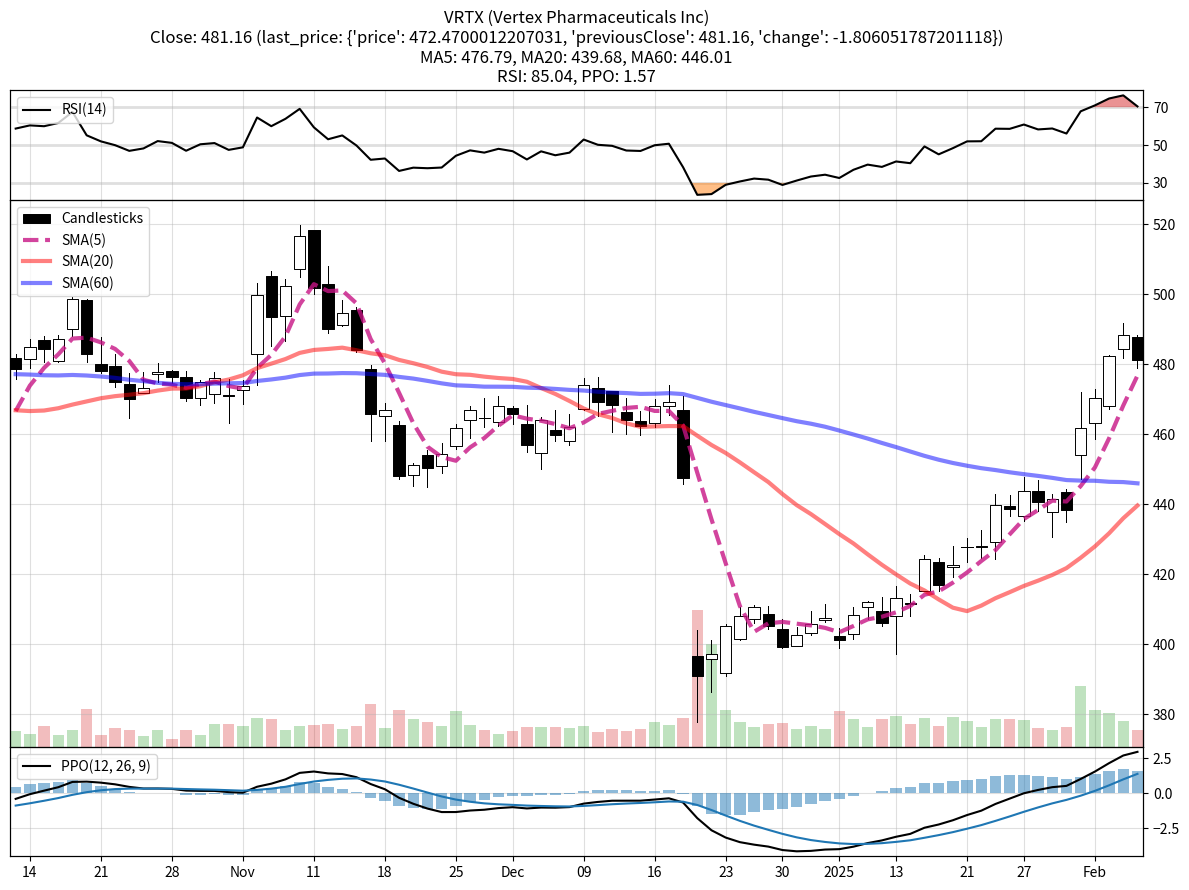 VRTX (Vertex Pharmaceuticals Inc)
Close: 481.16 (last_price: {'price': 472.4700012207031, 'previousClose': 481.16, 'change': -1.806051787201118})
MA5: 476.79, MA20: 439.68, MA60: 446.01
RSI: 85.04, PPO: 1.57
RSI(14)
70
50
30
Candlesticks
SMA(5)
SMA(20)
SMA(60)
520
500
480
460
440
420
400
380
PPO(12, 26, 9)
2.5
0.0
−2.5
14 21 28 Nov 11 18 25 Dec 09 16 23 30 2025 13 21 27 Feb